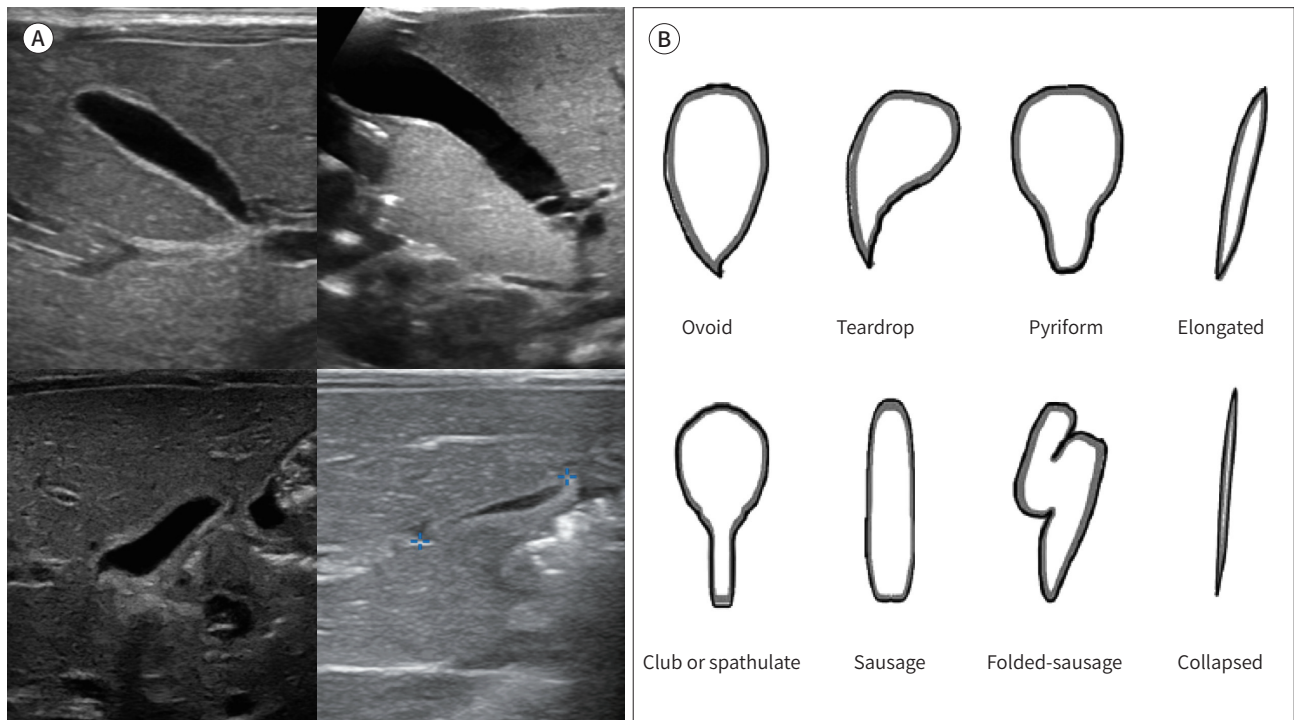 A
B
Ovoid
Teardrop
Pyriform
Elongated
Club or spathulate
Sausage
Folded-sausage
Collapsed